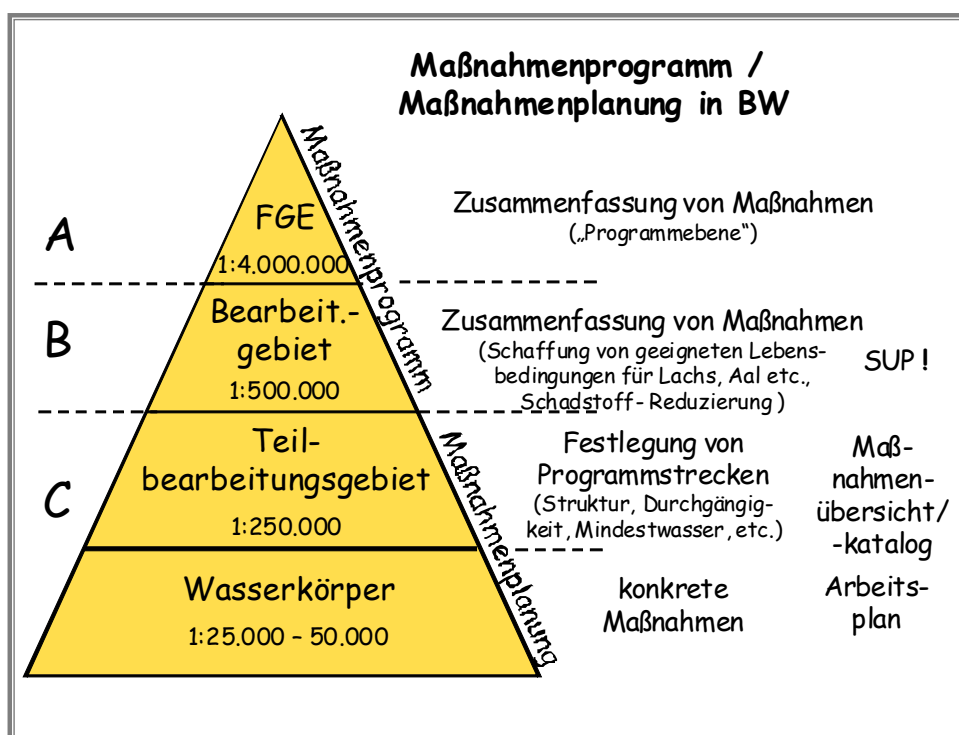 Maßnahmenprogramm /
Maßnahmenplanung in BW
Maßnahmenprogramm
A
FGE
1:4.000.000
Zusammenfassung von Maßnahmen
(„Programmebene“)
B
Bearbeit.-
gebiet
1:500.000
Zusammenfassung von Maßnahmen
(Schaffung von geeigneten Lebens-
bedingungen für Lachs, Aal etc.,
Schadstoff- Reduzierung )
SUP !
Maßnahmenplanung
C
Teil-
bearbeitungsgebiet
1:250.000
Festlegung von
Programmstrecken
(Struktur, Durchgängig-
keit, Mindestwasser, etc.)
Maß-
nahmen-
übersicht/
-katalog
Wasserkörper
1:25.000 – 50.000
konkrete
Maßnahmen
Arbeits-
plan